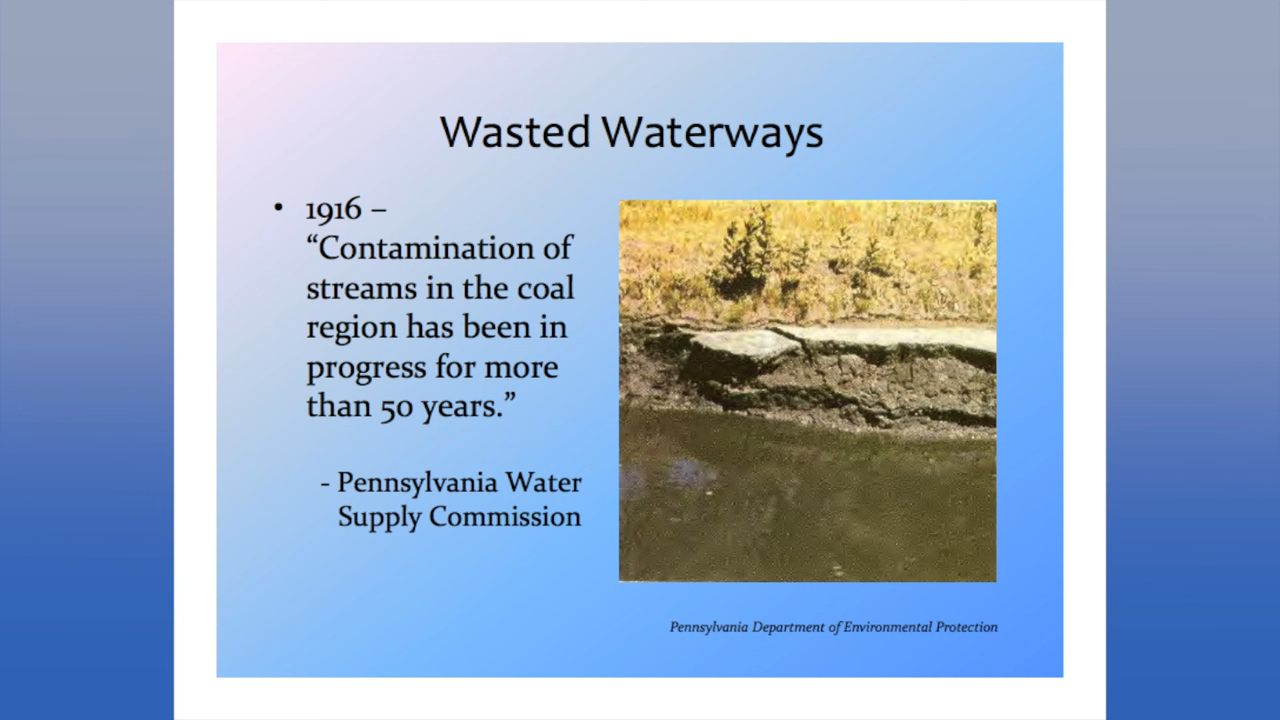 Wasted Waterways
• 1916 –
“Contamination of
streams in the coal
region has been in
progress for more
than 50 years.”
- Pennsylvania Water
Supply Commission
Pennsylvania Department of Environmental Protection